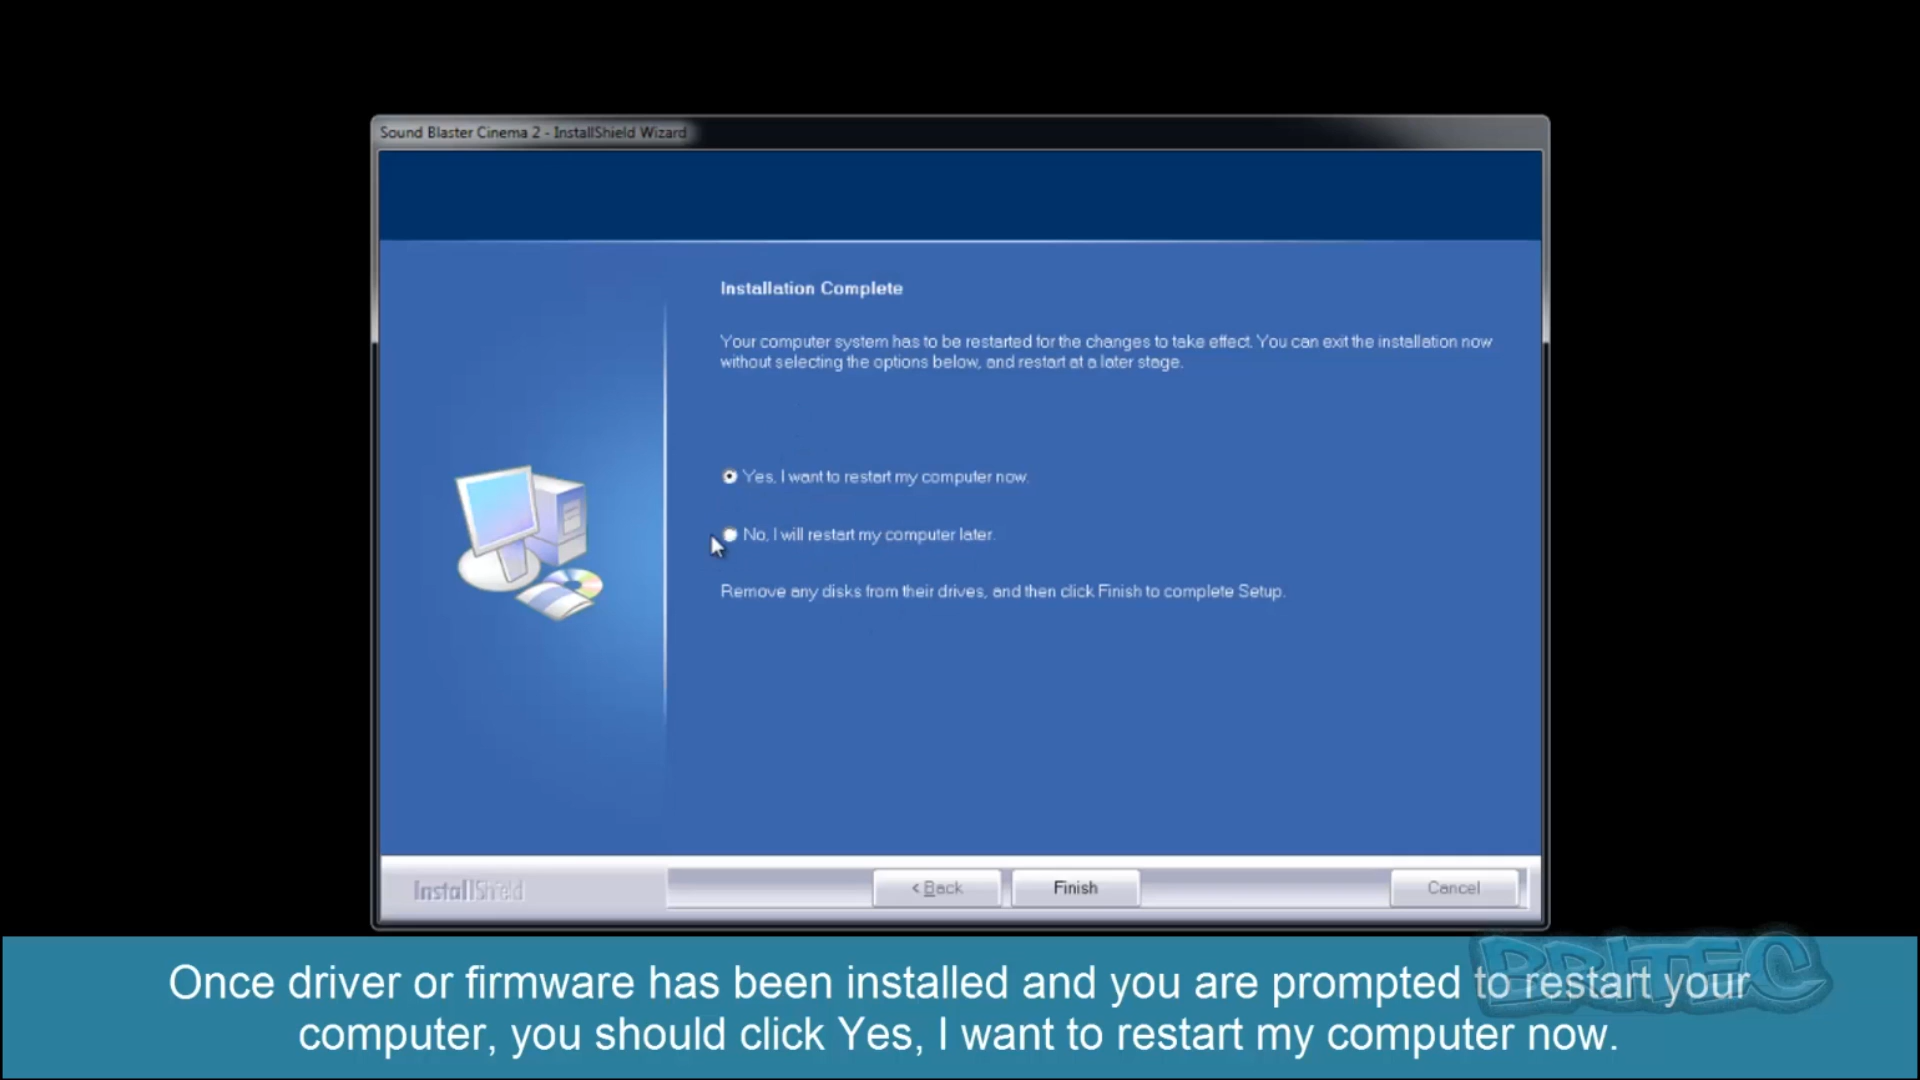 Sound Blaster Cinema 2 - InstallShield Wizard
Installation Complete
Your computer system has to be restarted for the changes to take effect. You can exit the installation now
without selecting the options below, and restart at a later stage.
Yes, I want to restart my computer now.
No, I will restart my computer later.
Remove any disks from their drives, and then click Finish to complete Setup.
InstallShield
< Back
Finish
Cancel
BRITEC
Once driver or firmware has been installed and you are prompted to restart your
computer, you should click Yes, I want to restart my computer now.